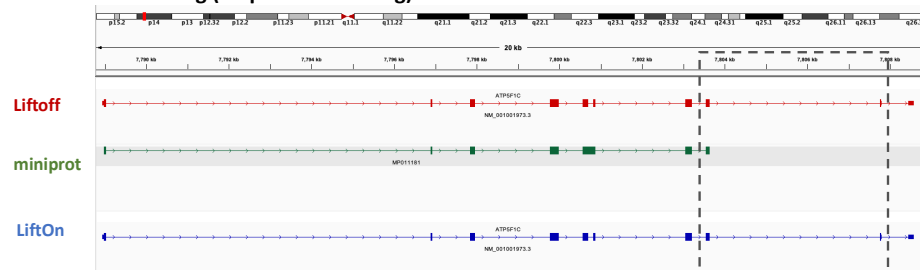 p15.2 p14 p13 p12.32 p12.2 p11.23 p11.21 q11.1 q11.22 q21.1 q21.2 q21.3 q22.1 q22.3 q23.1 q23.2 q23.32 q24.1 q24.31 q25.1 q25.2 q26.11 q26.13
20 kb
7,790 kb 7,792 kb 7,794 kb 7,796 kb 7,798 kb 7,800 kb 7,802 kb 7,804 kb 7,806 kb 7,808 kb
Liftoff
ATP5F1C
NM_001001973.3
miniprot
MP011181
LiftOn
ATP5F1C
NM_001001973.3